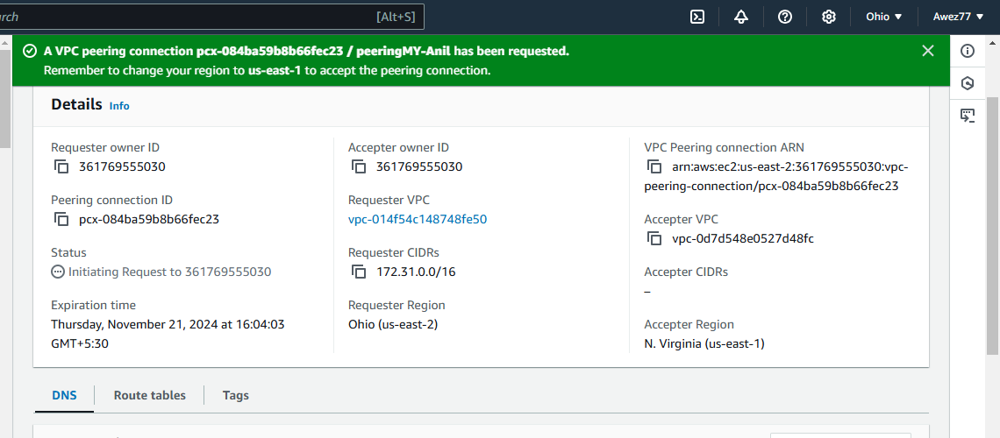 rch
[Alt+S]
Ohio ▼
Awez77 ▼
A VPC peering connection pcx-084ba59b8b66fec23 / peeringMY-Anil has been requested.
Remember to change your region to us-east-1 to accept the peering connection.
Details Info
Requester owner ID
361769555030
Peering connection ID
pcx-084ba59b8b66fec23
Status
Initiating Request to 361769555030
Expiration time
Thursday, November 21, 2024 at 16:04:03
GMT+5:30
Accepter owner ID
361769555030
Requester VPC
vpc-014f54c148748fe50
Requester CIDRs
172.31.0.0/16
Requester Region
Ohio (us-east-2)
VPC Peering connection ARN
arn:aws:ec2:us-east-2:361769555030:vpc-
peering-connection/pcx-084ba59b8b66fec23
Accepter VPC
vpc-0d7d548e0527d48fc
Accepter CIDRs
–
Accepter Region
N. Virginia (us-east-1)
DNS
Route tables
Tags